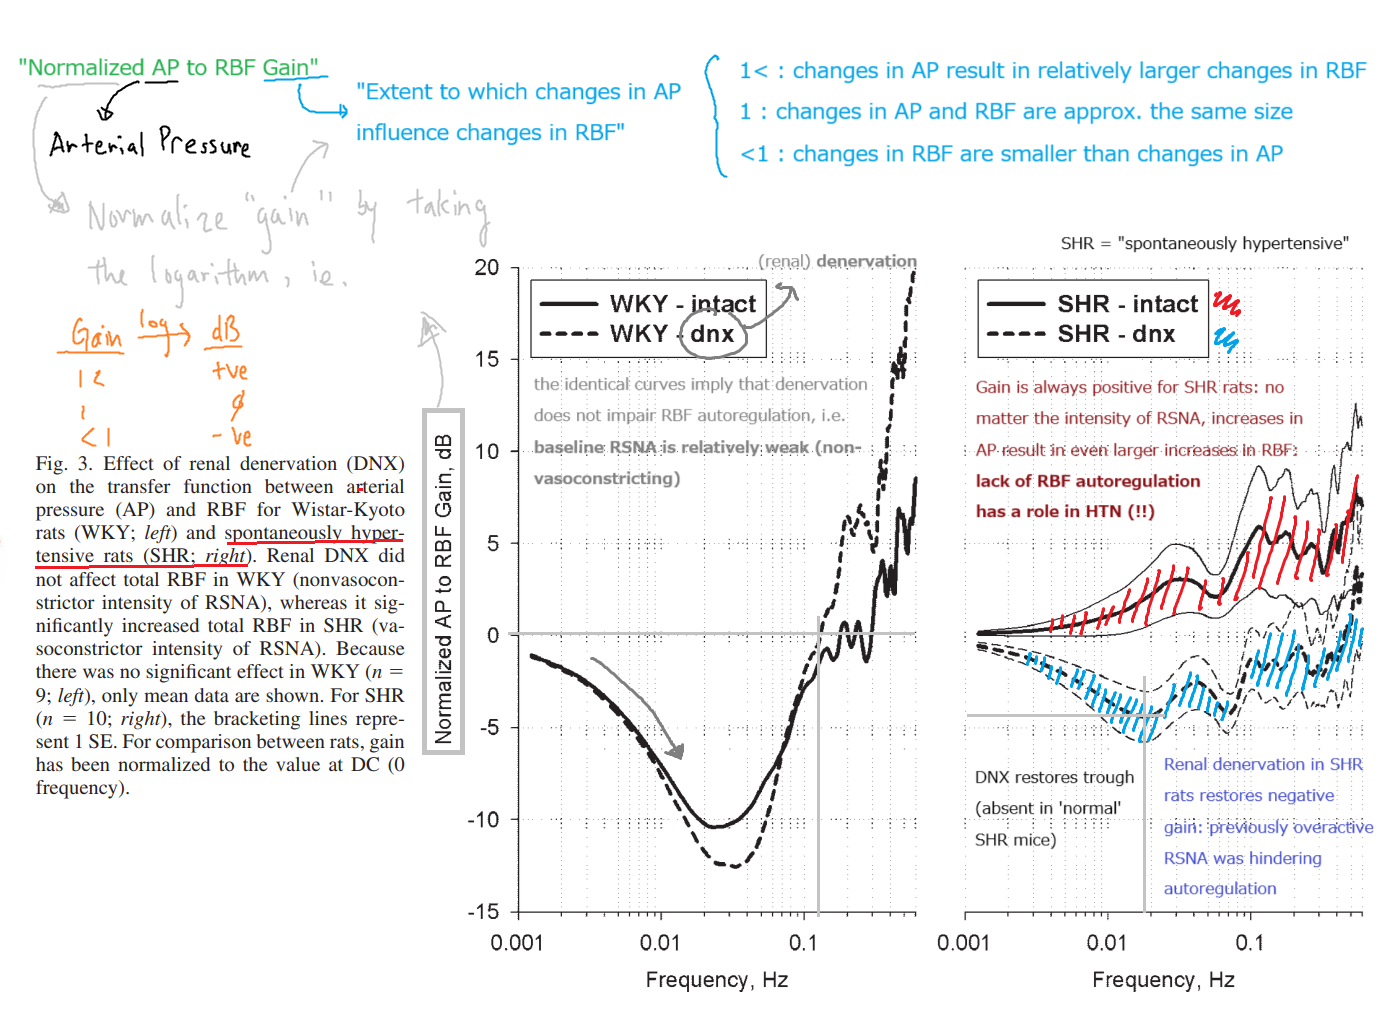 "Normalized AP to RBF Gain"
Arterial Pressure
"Extent to which changes in AP
influence changes in RBF"
1< : changes in AP result in relatively larger changes in RBF
1 : changes in AP and RBF are approx. the same size
<1 : changes in RBF are smaller than changes in AP
Normalize "gain" by taking
the logarithm, ie.
Gain log dB
1< +ve
1 ϕ
<1 -ve
Fig. 3. Effect of renal denervation (DNX)
on the transfer function between arterial
pressure (AP) and RBF for Wistar-Kyoto
rats (WKY; left) and spontaneously hyper-
tensive rats (SHR; right). Renal DNX did
not affect total RBF in WKY (nonvasocon-
strictor intensity of RSNA), whereas it sig-
nificantly increased total RBF in SHR (va-
soconstrictor intensity of RSNA). Because
there was no significant effect in WKY (n =
9; left), only mean data are shown. For SHR
(n = 10; right), the bracketing lines repre-
sent 1 SE. For comparison between rats, gain
has been normalized to the value at DC (0
frequency).
Normalized AP to RBF Gain, dB
(renal) denervation
WKY - intact
WKY - dnx
the identical curves imply that denervation
does not impair RBF autoregulation, i.e.
baseline RSNA is relatively weak (non-
vasoconstricting)
20
15
10
5
0
-5
-10
-15
0.001 0.01 0.1
Frequency, Hz
SHR = "spontaneously hypertensive"
SHR - intact
SHR - dnx
Gain is always positive for SHR rats: no
matter the intensity of RSNA, increases in
AP result in even larger increases in RBF:
lack of RBF autoregulation
has a role in HTN (!!)
DNX restores trough
(absent in 'normal'
SHR mice)
Renal denervation in SHR
rats restores negative
gain: previously overactive
RSNA was hindering
autoregulation
0.001 0.01 0.1
Frequency, Hz